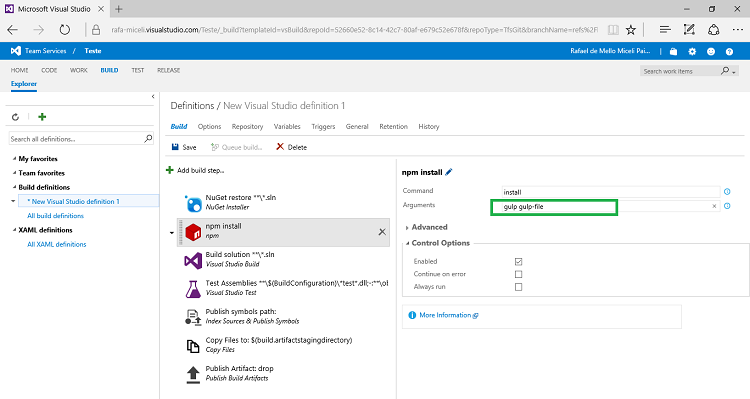 Microsoft Visual Studio
rafa-miceli.visualstudio.com/Teste/_build?templateId=vsBuild&repoId=52660e52-8c14-42c7-80af-e679c52e678f&repoType=TfsGit&branchName=refs%2Fl
Team Services / Teste
Rafael de Mello Miceli Pai...
HOME CODE WORK BUILD TEST RELEASE
Search work items
Explorer
Search all definitions...
My favorites
Team favorites
Build definitions
* New Visual Studio definition 1
All build definitions
XAML definitions
All XAML definitions
Definitions / New Visual Studio definition 1
Build Options Repository Variables Triggers General Retention History
Save Queue build... Delete
Add build step...
NuGet restore **\*.sln
NuGet Installer
npm install
npm
Build solution **\*.sln
Visual Studio Build
Test Assemblies **\$(BuildConfiguration)\*test*.dll;-:**\ol
Visual Studio Test
Publish symbols path:
Index Sources & Publish Symbols
Copy Files to: $(build.artifactstagingdirectory)
Copy Files
Publish Artifact: drop
Publish Build Artifacts
npm install
Command install
Arguments gulp gulp-file
Advanced
Control Options
Enabled
Continue on error
Always run
More Information